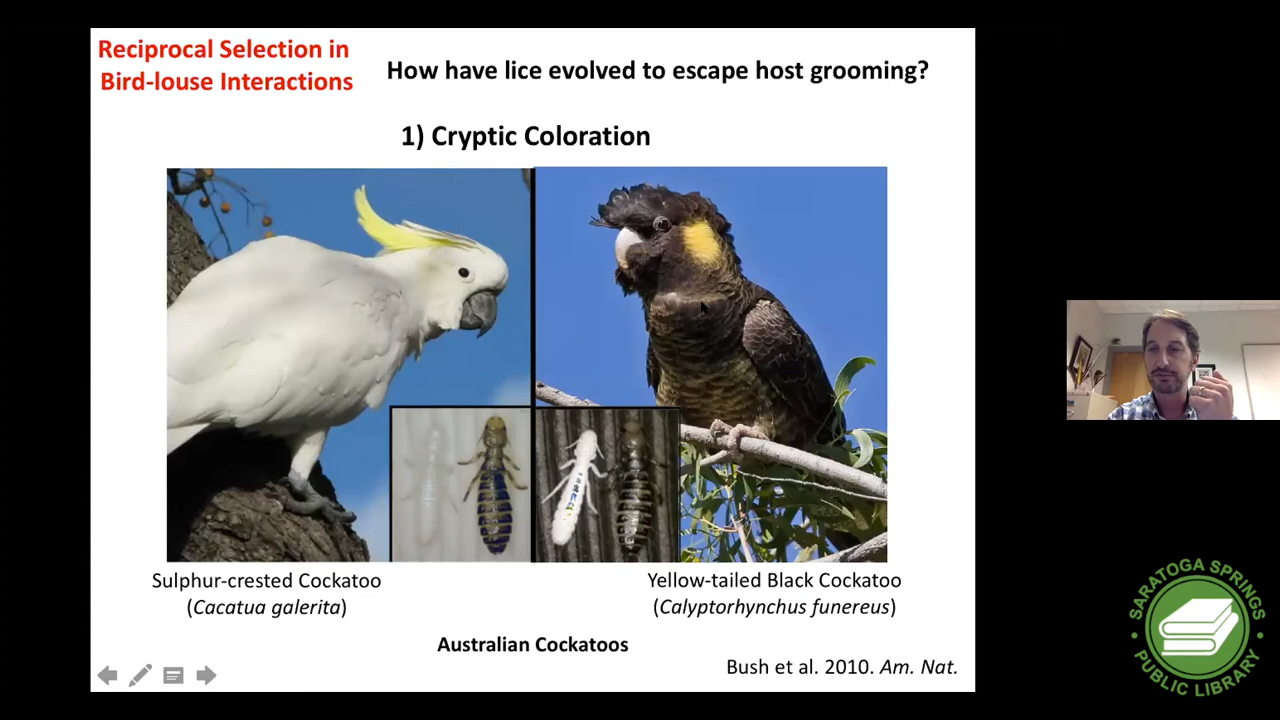 Reciprocal Selection in
Bird-louse Interactions
How have lice evolved to escape host grooming?
1) Cryptic Coloration
Sulphur-crested Cockatoo
(Cacatua galerita)
Yellow-tailed Black Cockatoo
(Calyptorhynchus funereus)
Australian Cockatoos
Bush et al. 2010. Am. Nat.
SARATOGA SPRINGS
PUBLIC LIBRARY